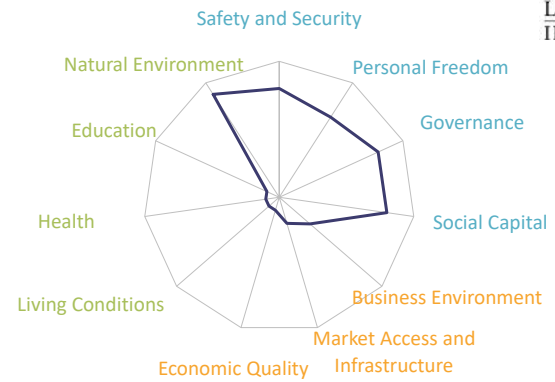 Safety and Security
Personal Freedom
Governance
Social Capital
Business Environment
Market Access and
Infrastructure
Economic Quality
Living Conditions
Health
Education
Natural Environment